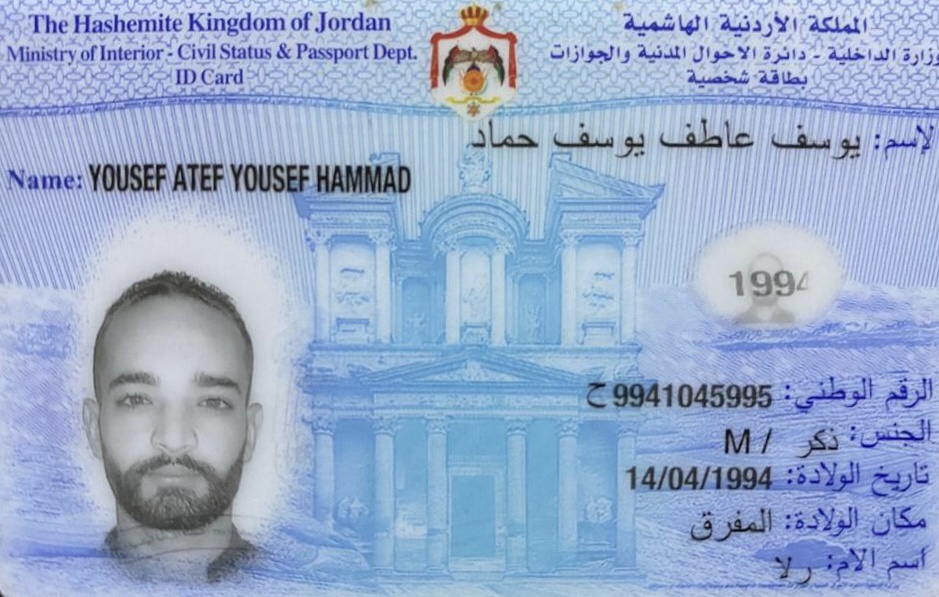 The Hashemite Kingdom of Jordan
Ministry of Interior - Civil Status & Passport Dept.
ID Card
المملكة الأردنية الهاشمية
وزارة الداخلية - دائرة الاحوال المدنية والجوازات
بطاقة شخصية
لإسم: يوسف عاطف يوسف حماد
Name: YOUSEF ATEF YOUSEF HAMMAD
1994
الرقم الوطني: 9941045995 ح
الجنس: ذكر / M
تاريخ الولادة: 14/04/1994
مكان الولادة: المفرق
اسم الام: رلا